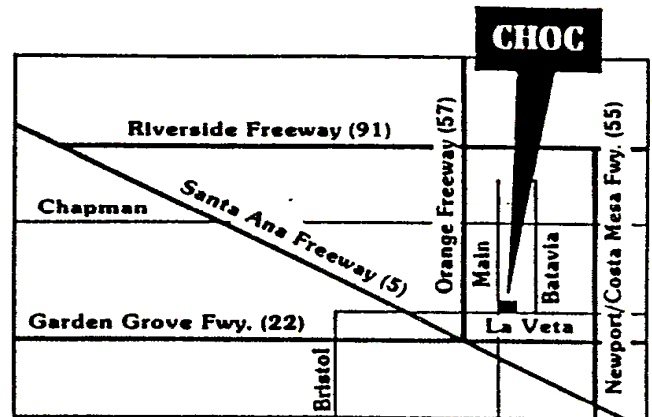 CHOC
Riverside Freeway (91)
Orange Freeway (57)
Newport/Costa Mesa Fwy. (55)
Chapman
Santa Ana Freeway (5)
Main
Batavia
Garden Grove Fwy. (22)
La Veta
Bristol